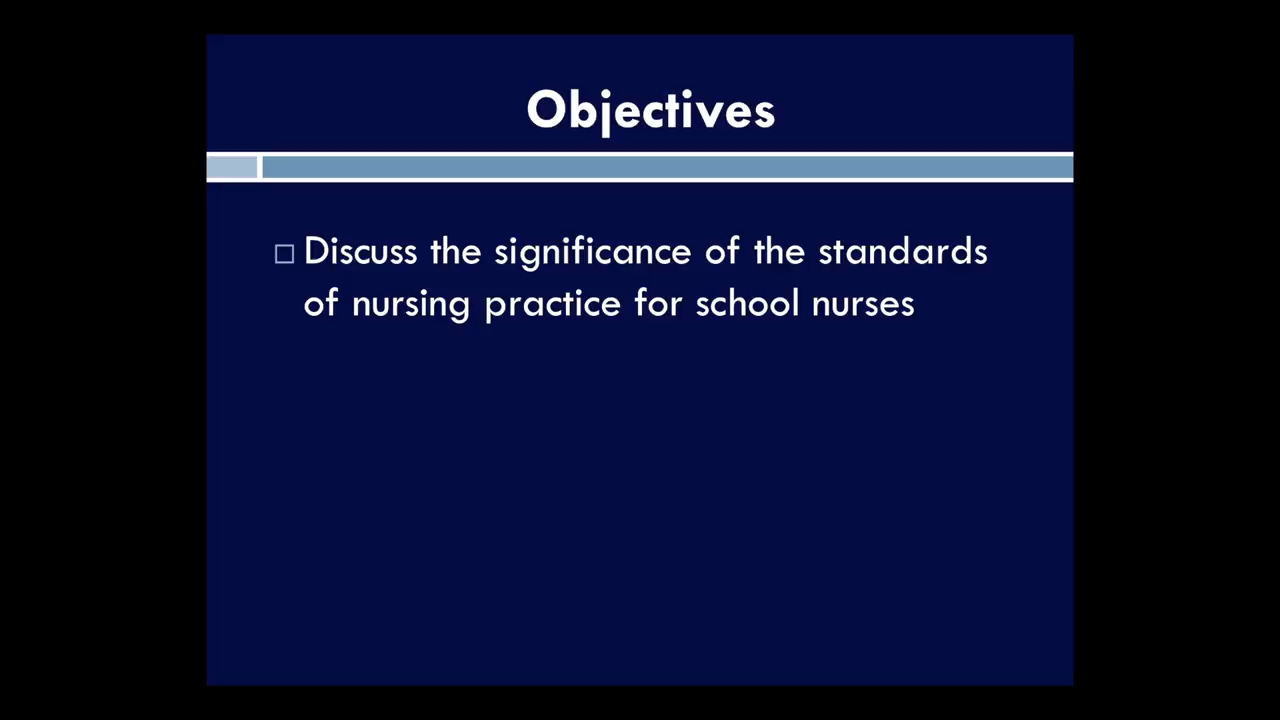 Objectives
Discuss the significance of the standards
of nursing practice for school nurses